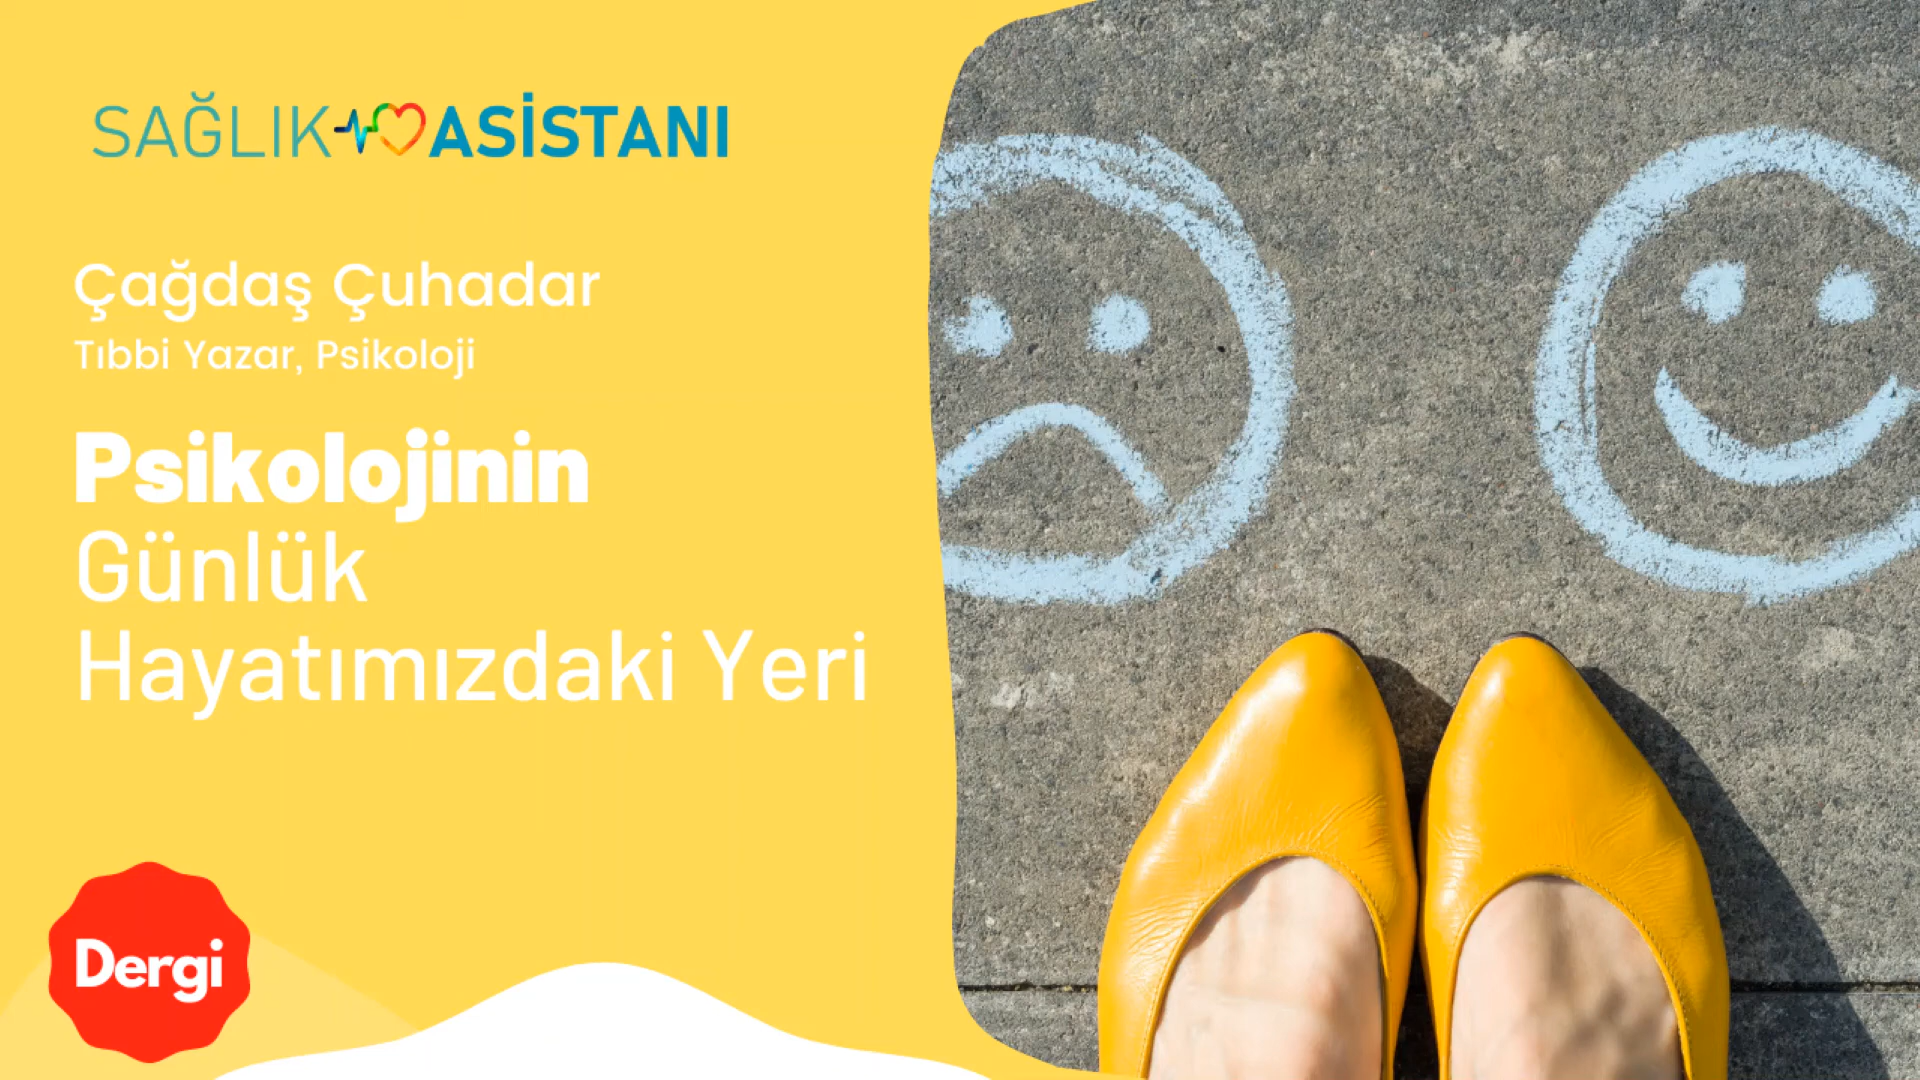 SAĞLIK ASİSTANI
Çağdaş Çuhadar
Tıbbi Yazar, Psikoloji
Psikolojinin
Günlük
Hayatımızdaki Yeri
Dergi